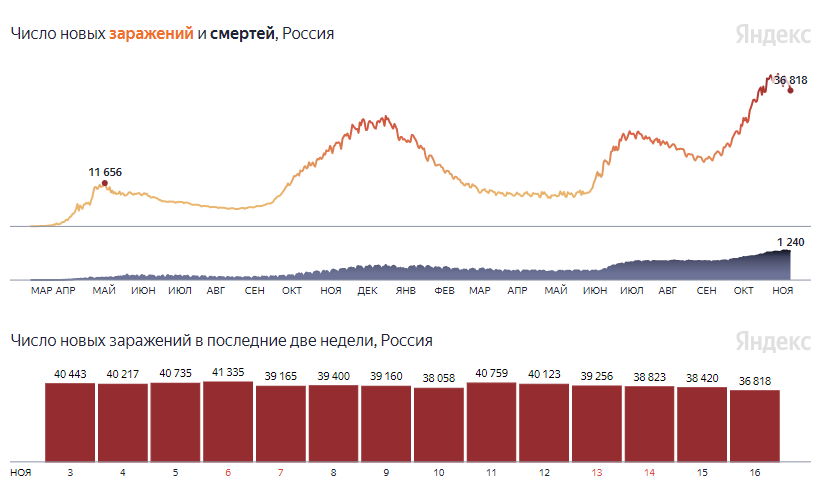 Число новых заражений и смертей, Россия
Яндекс
36 818
11 656
1 240
МАР АПР МАЙ ИЮН ИЮЛ АВГ СЕН ОКТ НОЯ ДЕК ЯНВ ФЕВ МАР АПР МАЙ ИЮН ИЮЛ АВГ СЕН ОКТ НОЯ
Число новых заражений в последние две недели, Россия
Яндекс
40 443 40 217 40 735 41 335 39 165 39 400 39 160 38 058 40 759 40 123 39 256 38 823 38 420 36 818
НОЯ 3 4 5 6 7 8 9 10 11 12 13 14 15 16